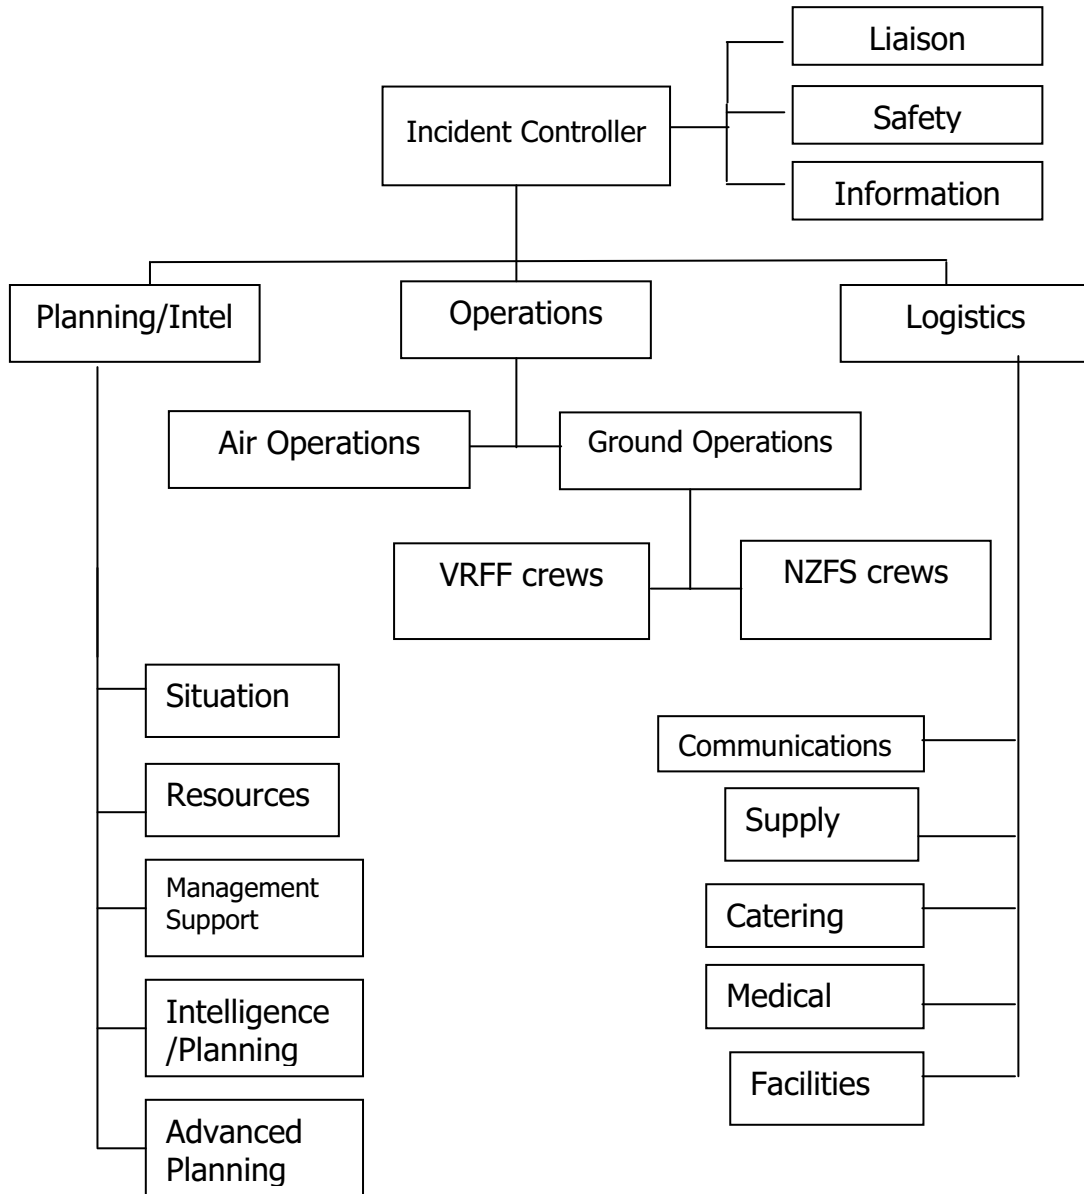 Liaison
Incident Controller
Safety
Information
Planning/Intel
Operations
Logistics
Air Operations
Ground Operations
VRFF crews
NZFS crews
Situation
Resources
Management
Support
Intelligence
/Planning
Advanced
Planning
Communications
Supply
Catering
Medical
Facilities